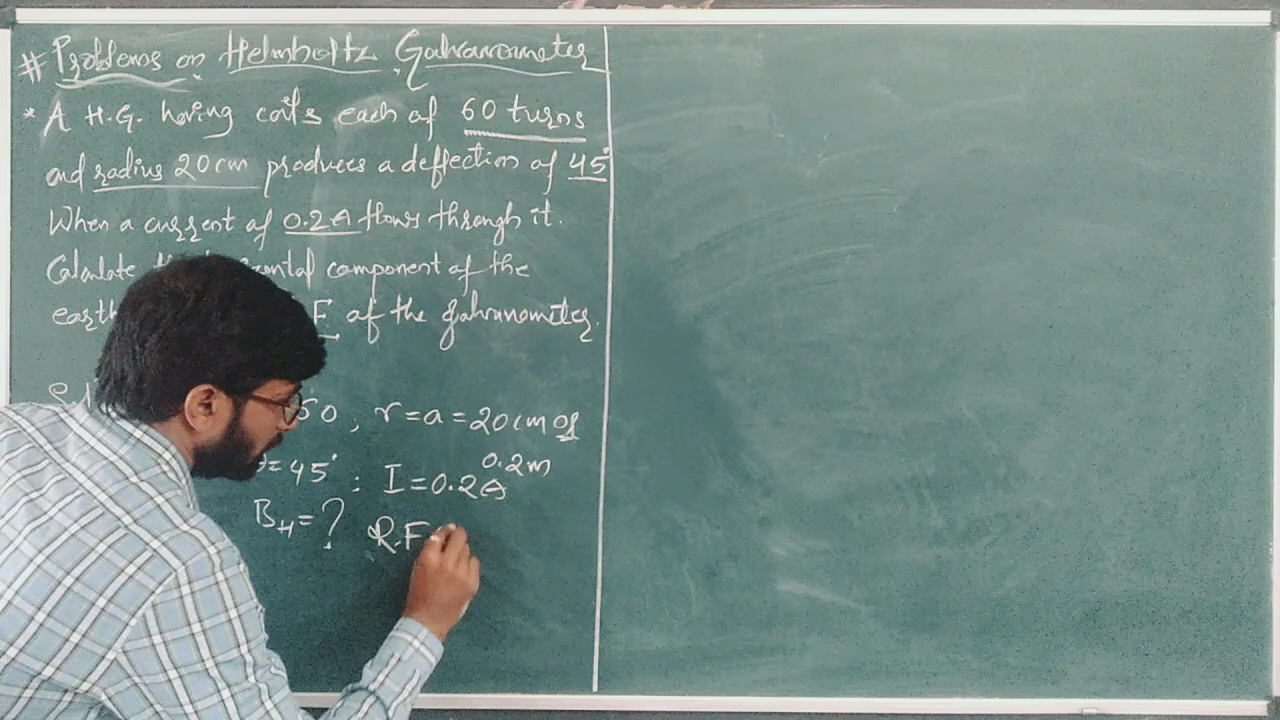 # Problems on Helmholtz Galvanometer
* A H.G. having coils each of 60 turns
and radius 20cm produces a deflection of 45°
When a current of 0.2A flows through it.
Calculate component of the
F of the galvanometer.
r=a=20cm or
0.2m
=45° ; I=0.2A
B_H=? R.F